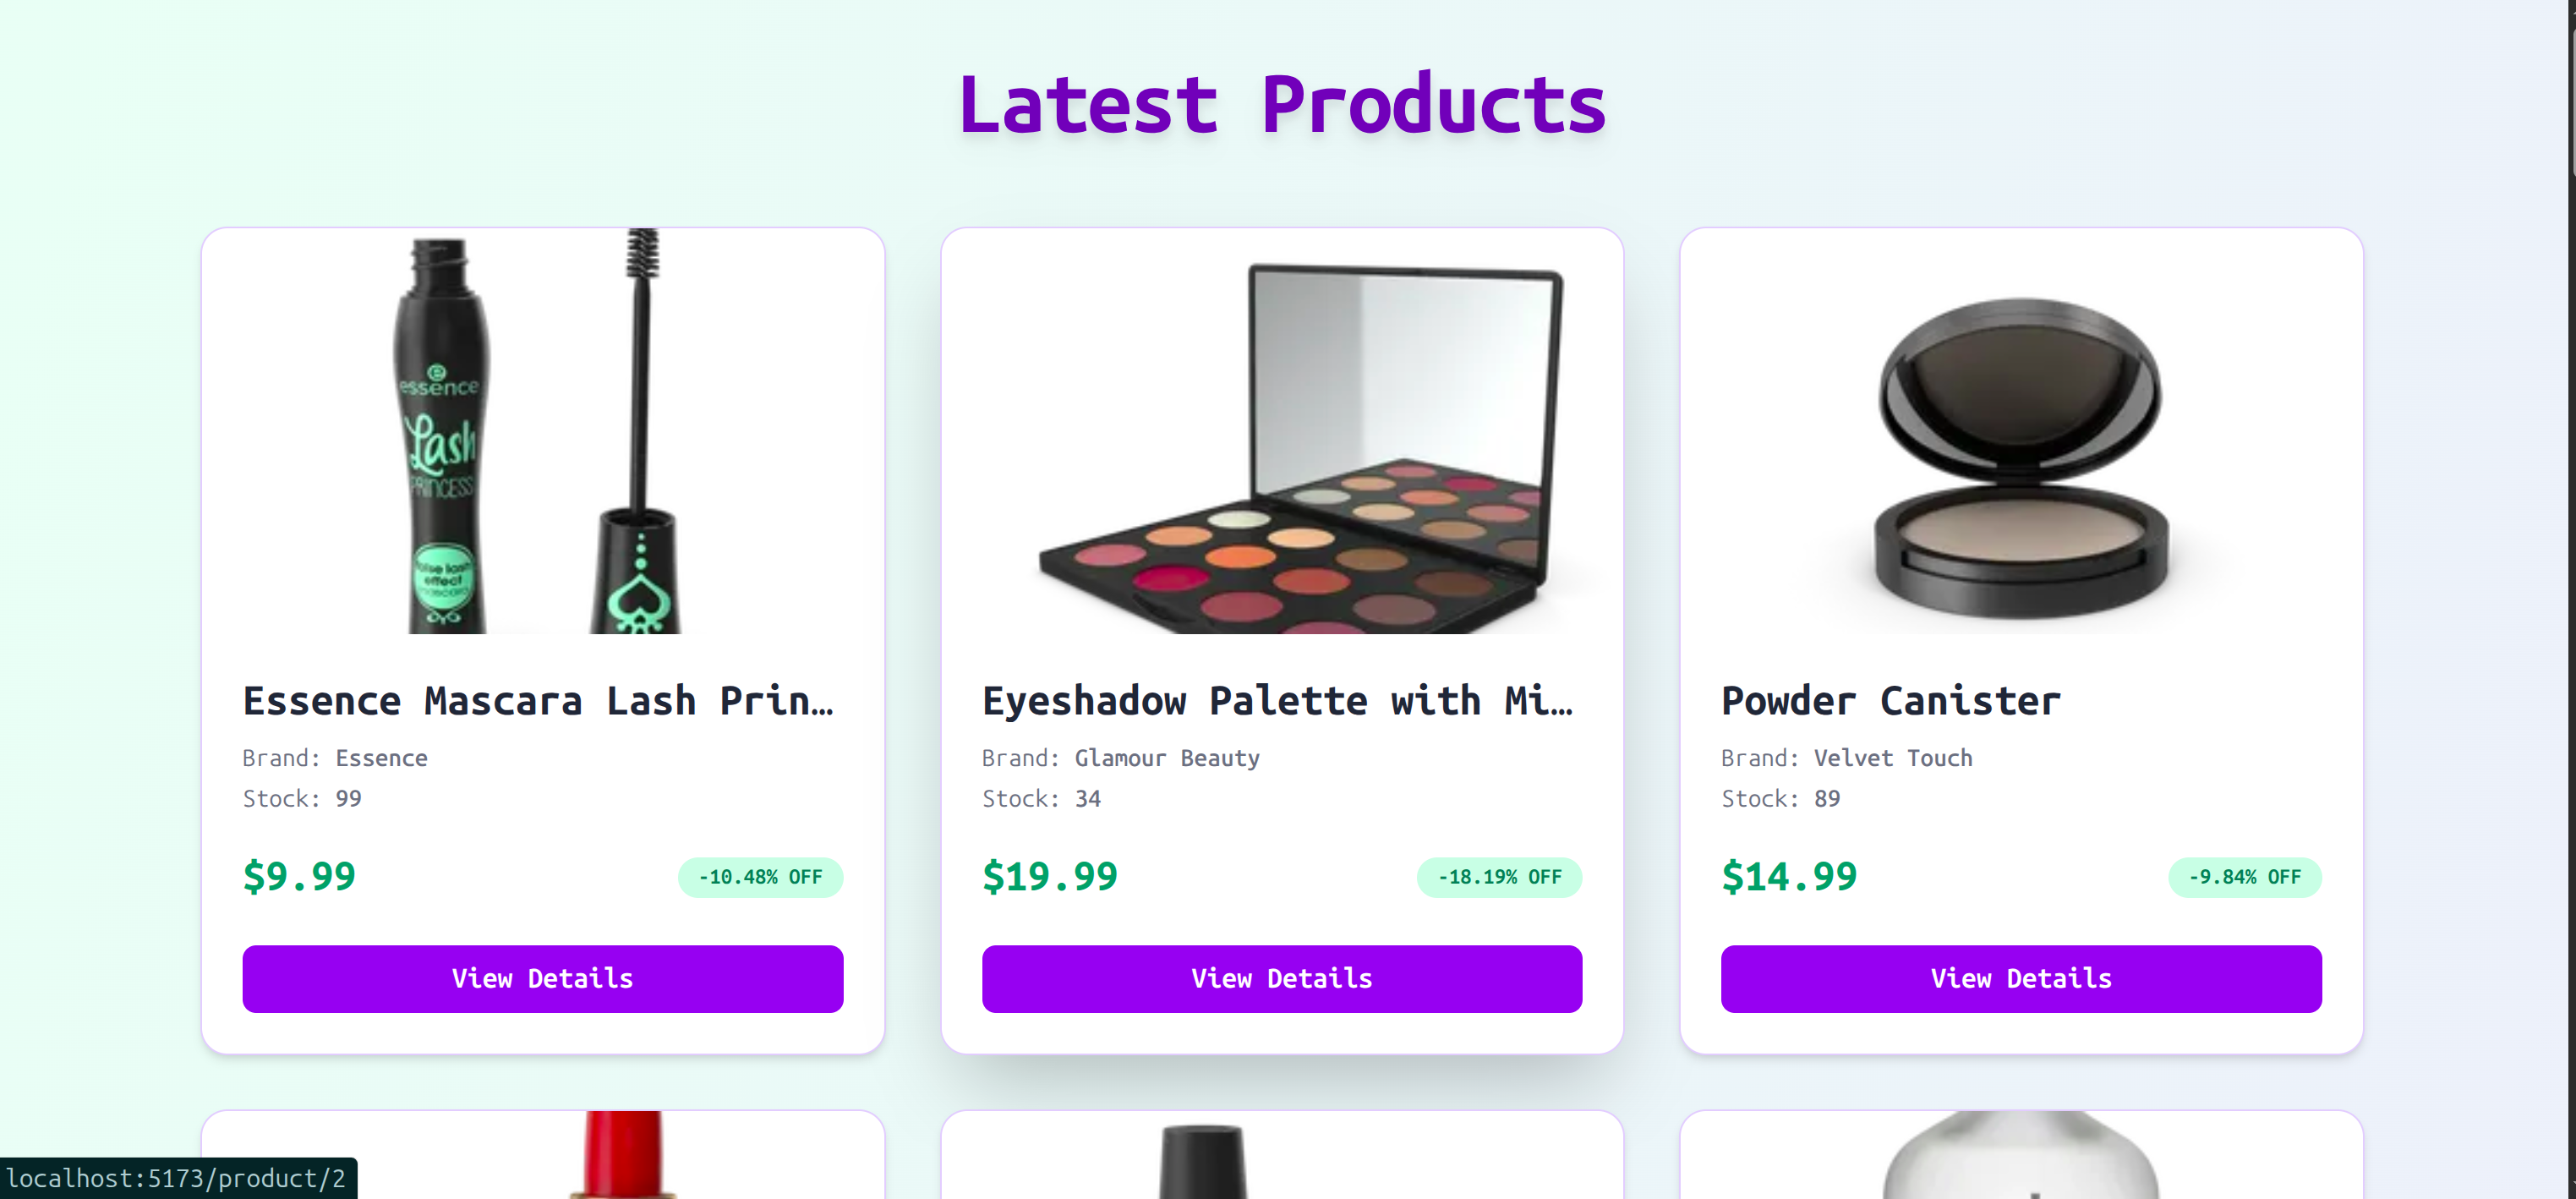 Latest Products
essence
Lash
PRINCESS
false lash
effect
mascara
Essence Mascara Lash Prin…
Brand: Essence
Stock: 99
$9.99
-10.48% OFF
View Details
Eyeshadow Palette with Mi…
Brand: Glamour Beauty
Stock: 34
$19.99
-18.19% OFF
View Details
Powder Canister
Brand: Velvet Touch
Stock: 89
$14.99
-9.84% OFF
View Details
localhost:5173/product/2